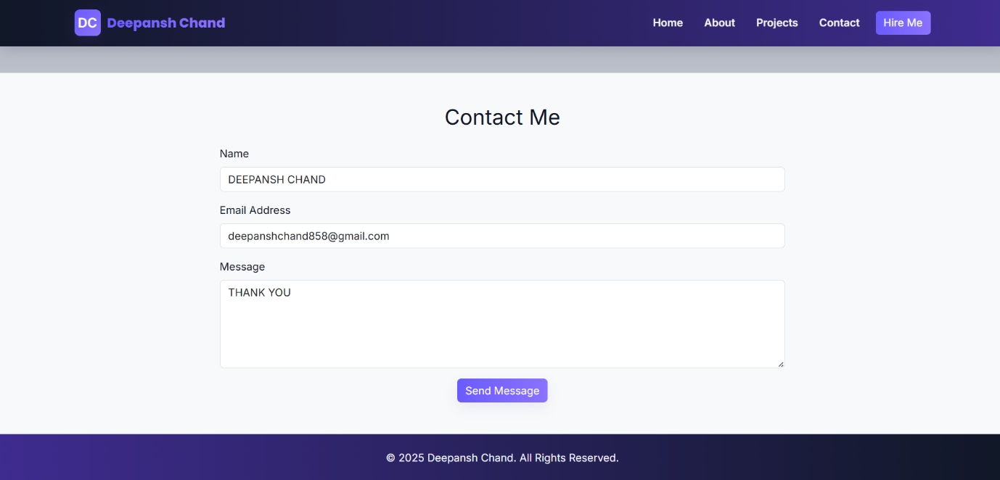 DC Deepansh Chand Home About Projects Contact Hire Me
Contact Me
Name
DEEPANSH CHAND
Email Address
deepanshchand858@gmail.com
Message
THANK YOU
Send Message
© 2025 Deepansh Chand. All Rights Reserved.